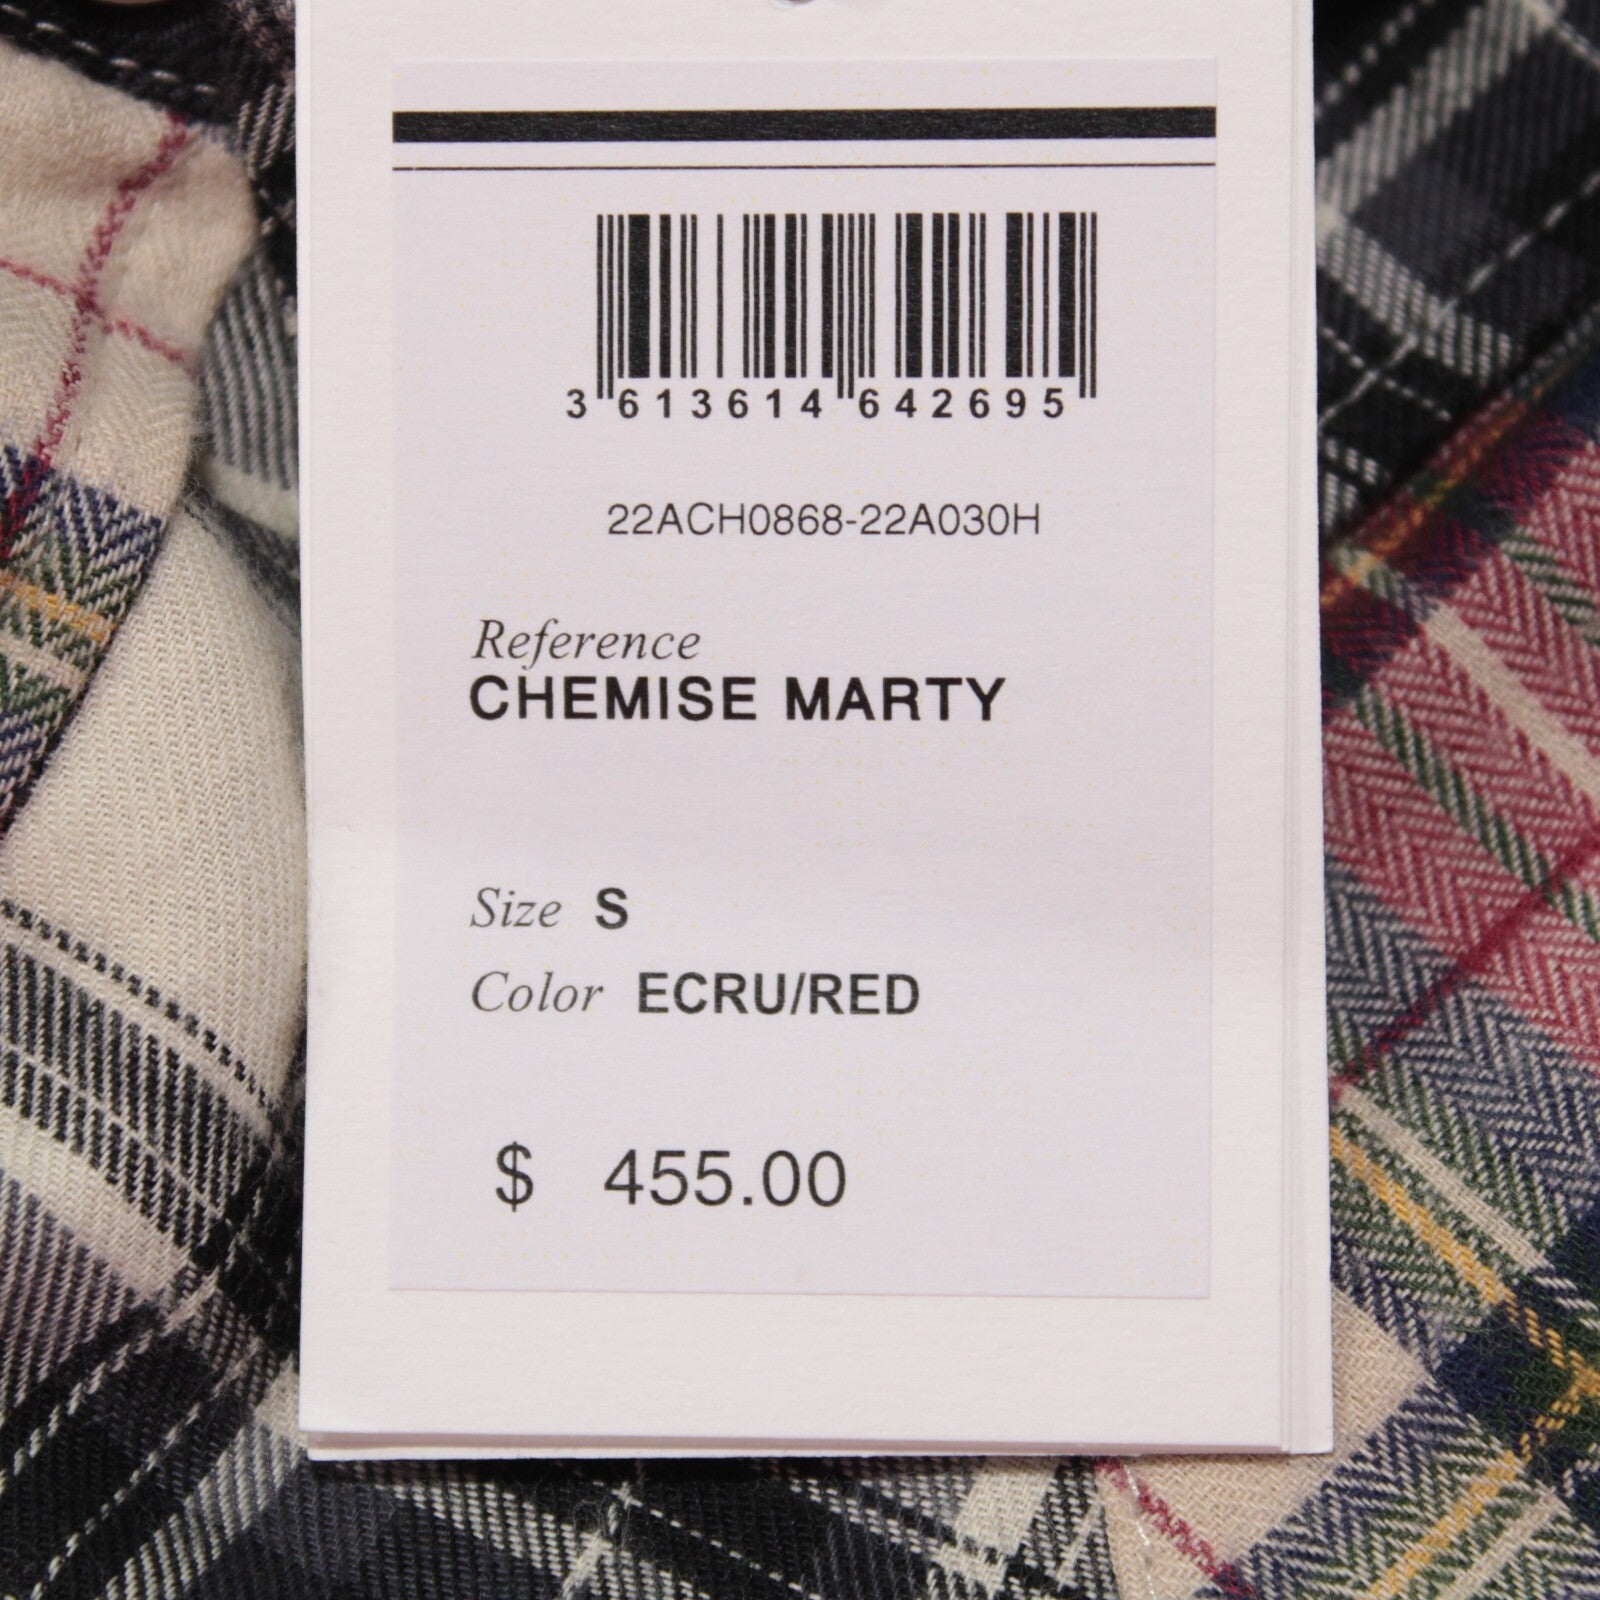 3 613614 642695
22ACH0868-22A030H
Reference
CHEMISE MARTY
Size S
Color ECRU/RED
$ 455.00